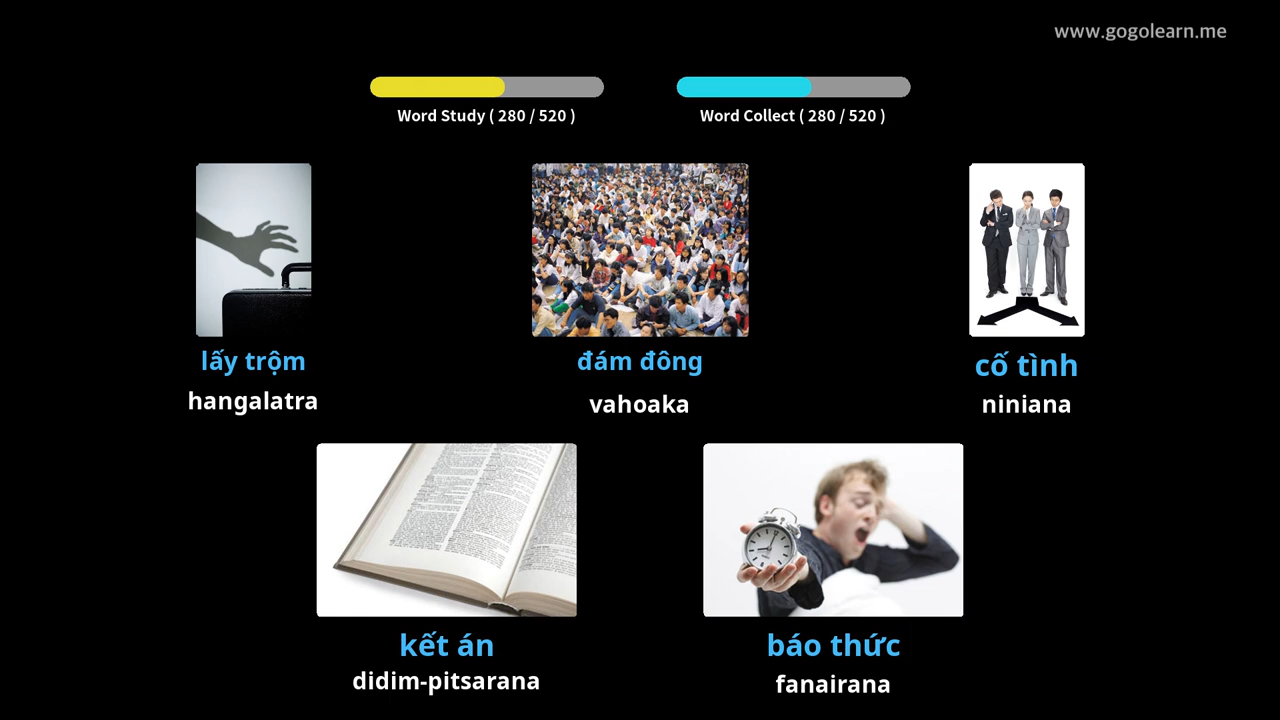 www.gogolearn.me
Word Study ( 280 / 520 )
Word Collect ( 280 / 520 )
lấy trộm
hangalatra
đám đông
vahoaka
cố tình
niniana
kết án
didim-pitsarana
báo thức
fanairana